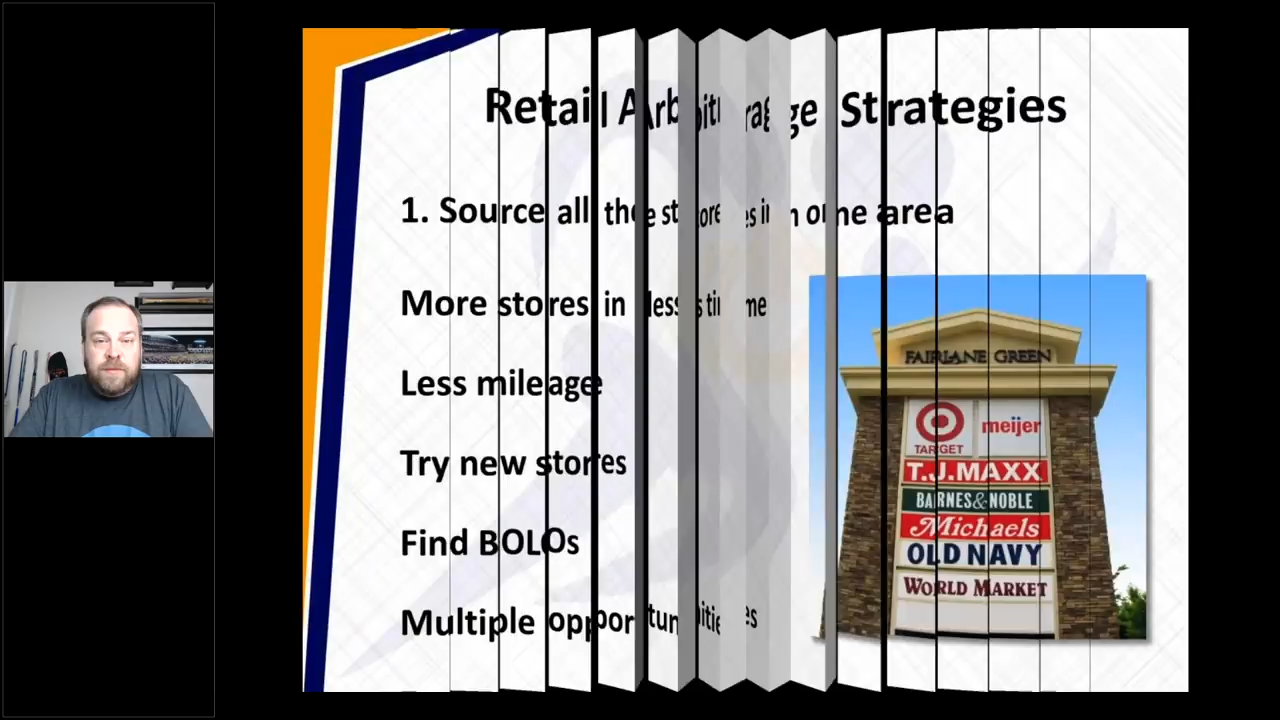 Retail Arbitrage Strategies
1. Source all the stores in one area
More stores in less time
Less mileage
Try new stores
Find BOLOs
Multiple opportunities
FAIRLANE GREEN
TARGET
meijer
T.J.MAXX
BARNES&NOBLE
Michaels
OLD NAVY
WORLD MARKET